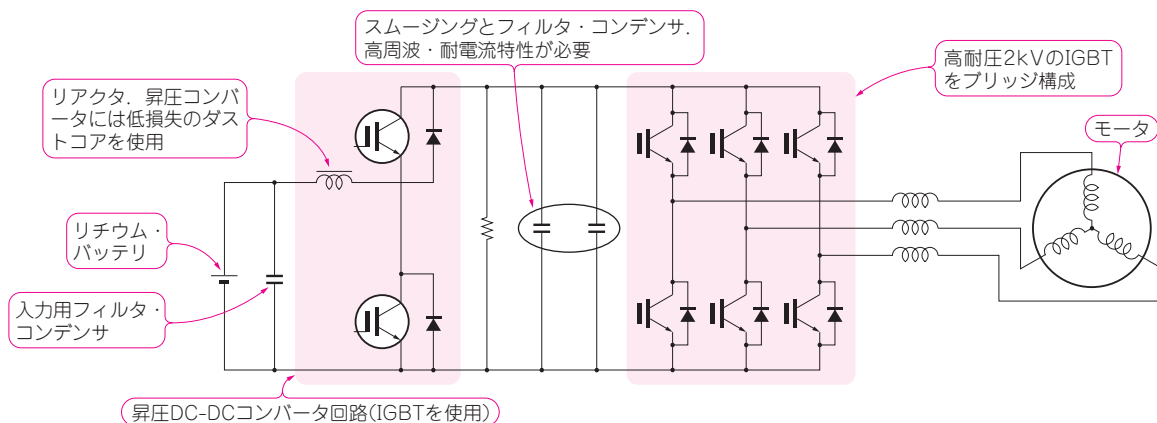 スムージングとフィルタ・コンデンサ．
高周波・耐電流特性が必要
高耐圧2kVのIGBT
をブリッジ構成
リアクタ．昇圧コンバ
ータには低損失のダス
トコアを使用
モータ
リチウム・
バッテリ
入力用フィルタ・
コンデンサ
昇圧DC-DCコンバータ回路(IGBTを使用)